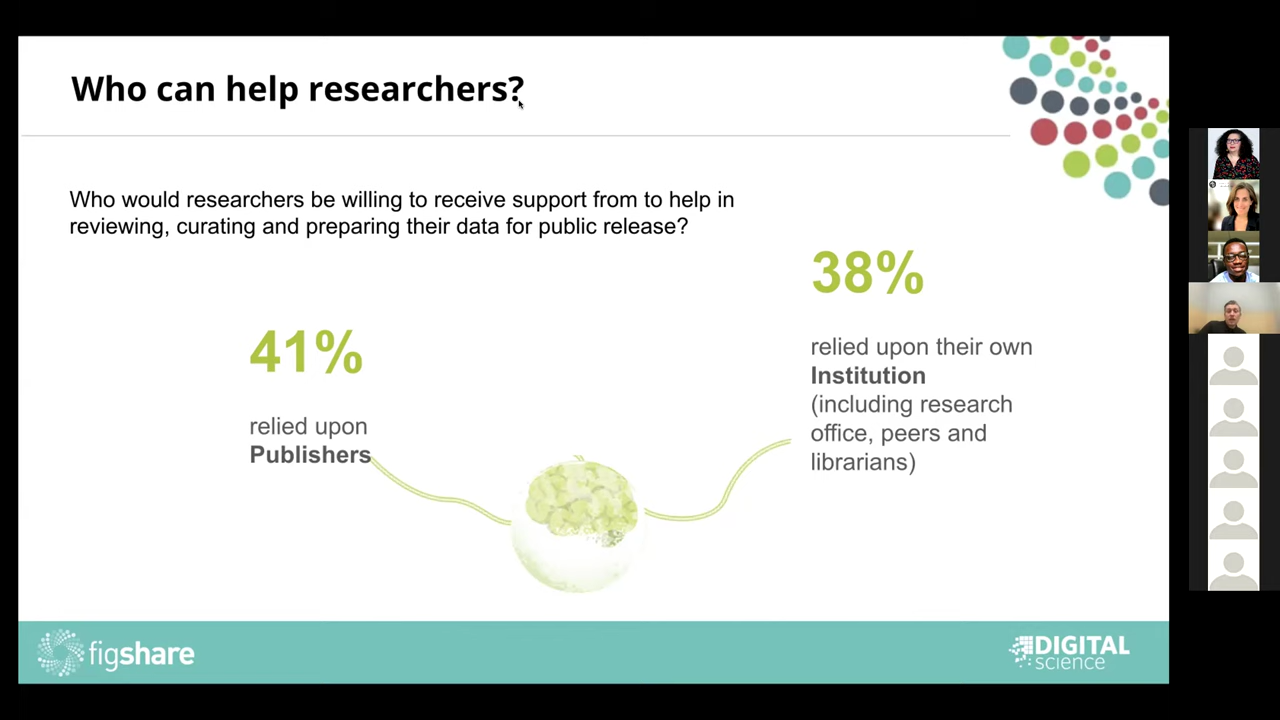 Who can help researchers?
Who would researchers be willing to receive support from to help in
reviewing, curating and preparing their data for public release?
41%
relied upon
Publishers
38%
relied upon their own
Institution
(including research
office, peers and
librarians)
figshare
DIGITAL
science